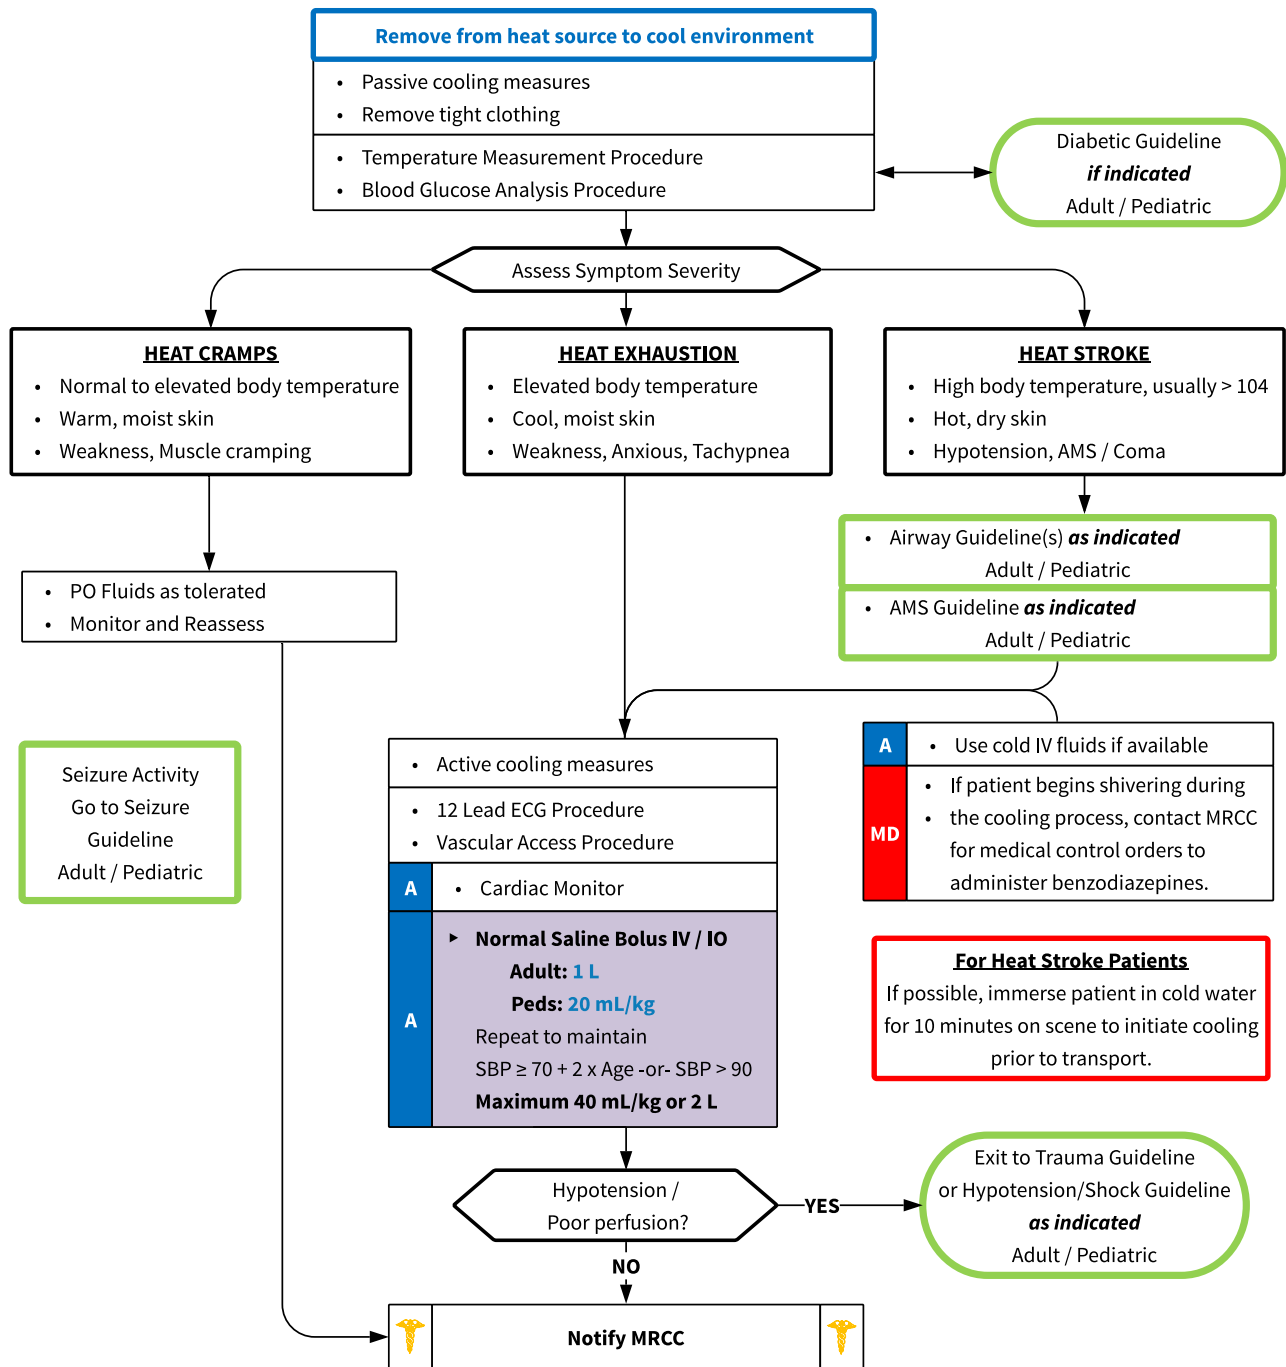 Remove from heat source to cool environment
• Passive cooling measures
• Remove tight clothing
• Temperature Measurement Procedure
• Blood Glucose Analysis Procedure
Diabetic Guideline
if indicated
Adult / Pediatric
Assess Symptom Severity
HEAT CRAMPS
• Normal to elevated body temperature
• Warm, moist skin
• Weakness, Muscle cramping
HEAT EXHAUSTION
• Elevated body temperature
• Cool, moist skin
• Weakness, Anxious, Tachypnea
HEAT STROKE
• High body temperature, usually > 104
• Hot, dry skin
• Hypotension, AMS / Coma
• Airway Guideline(s) as indicated
Adult / Pediatric
• AMS Guideline as indicated
Adult / Pediatric
• PO Fluids as tolerated
• Monitor and Reassess
Seizure Activity
Go to Seizure
Guideline
Adult / Pediatric
• Active cooling measures
• 12 Lead ECG Procedure
• Vascular Access Procedure
A
• Cardiac Monitor
A
▸ Normal Saline Bolus IV / IO
Adult: 1 L
Peds: 20 mL/kg
Repeat to maintain
SBP ≥ 70 + 2 x Age -or- SBP > 90
Maximum 40 mL/kg or 2 L
A
• Use cold IV fluids if available
MD
• If patient begins shivering during
• the cooling process, contact MRCC
for medical control orders to
administer benzodiazepines.
For Heat Stroke Patients
If possible, immerse patient in cold water
for 10 minutes on scene to initiate cooling
prior to transport.
Hypotension /
Poor perfusion?
YES
Exit to Trauma Guideline
or Hypotension/Shock Guideline
as indicated
Adult / Pediatric
NO
Notify MRCC